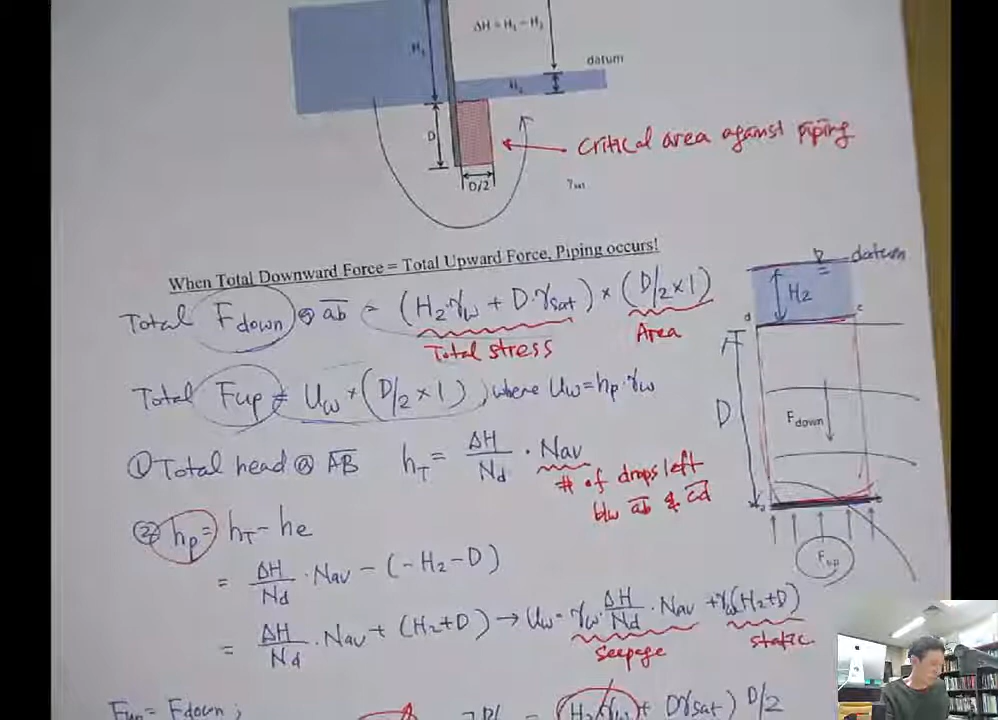 H₁
ΔH = H₁ – H₂
datum
H₂
D
critical area against piping
D/2
γsat
When Total Downward Force = Total Upward Force, Piping occurs!
datum
Total Fdown @ ab = (H₂·γw + D·γsat) × (D/2 × 1)
H₂
Total stress
Area
d
c
Total Fup = Uw × (D/2 × 1), where Uw = hp·γw
D
Fdown
① Total head @ AB hT = ΔH/Nd · Nav
# of drops left
b/w ab & cd
② hp = hT – he
Fup
= ΔH/Nd · Nav – (–H₂ – D)
= ΔH/Nd · Nav + (H₂+D) → Uw = γw · ΔH/Nd · Nav + γw(H₂+D)
seepage
static
Fup = Fdown ;
= (H₂·γw + Dγsat) D/2